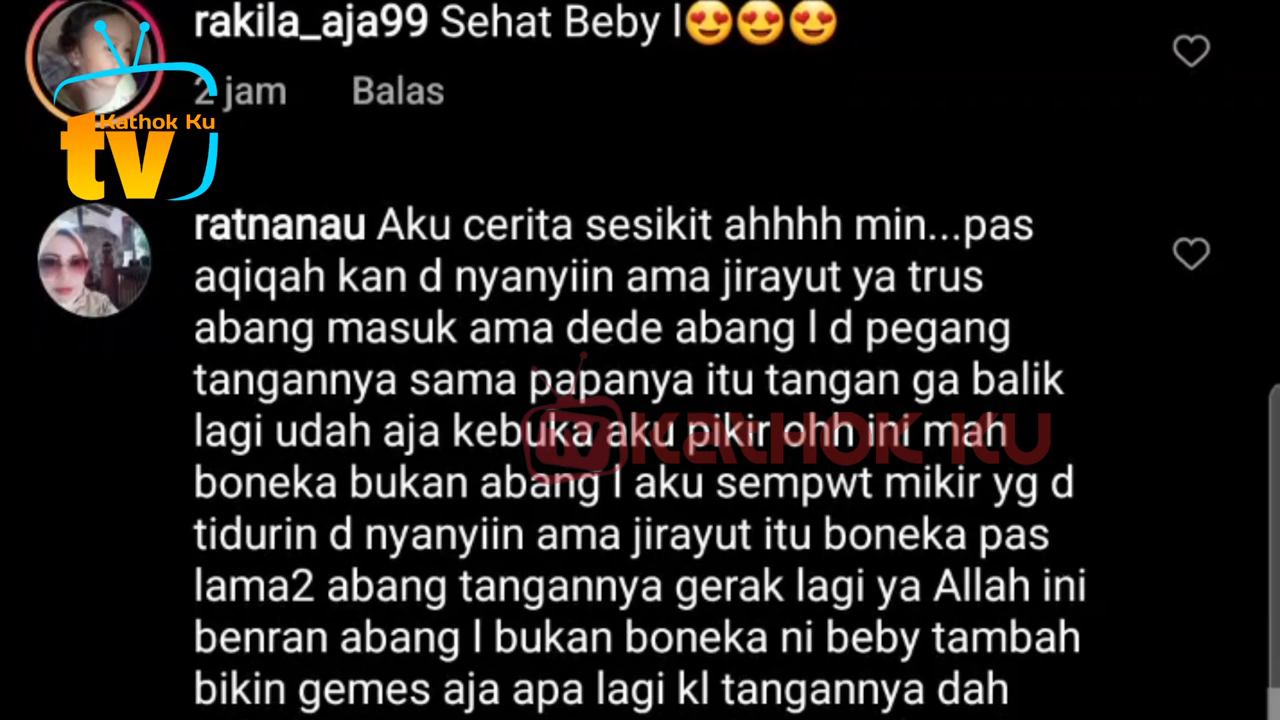 rakila_aja99 Sehat Beby l😍😍😍
2 jam Balas
Kathok Ku
tv
ratnanau Aku cerita sesikit ahhhh min...pas
aqiqah kan d nyanyiin ama jirayut ya trus
abang masuk ama dede abang l d pegang
tangannya sama papanya itu tangan ga balik
lagi udah aja kebuka aku pikir ohh ini mah
boneka bukan abang l aku sempwt mikir yg d
tidurin d nyanyiin ama jirayut itu boneka pas
lama2 abang tangannya gerak lagi ya Allah ini
benran abang l bukan boneka ni beby tambah
bikin gemes aja apa lagi kl tangannya dah
tv KATHOK KU